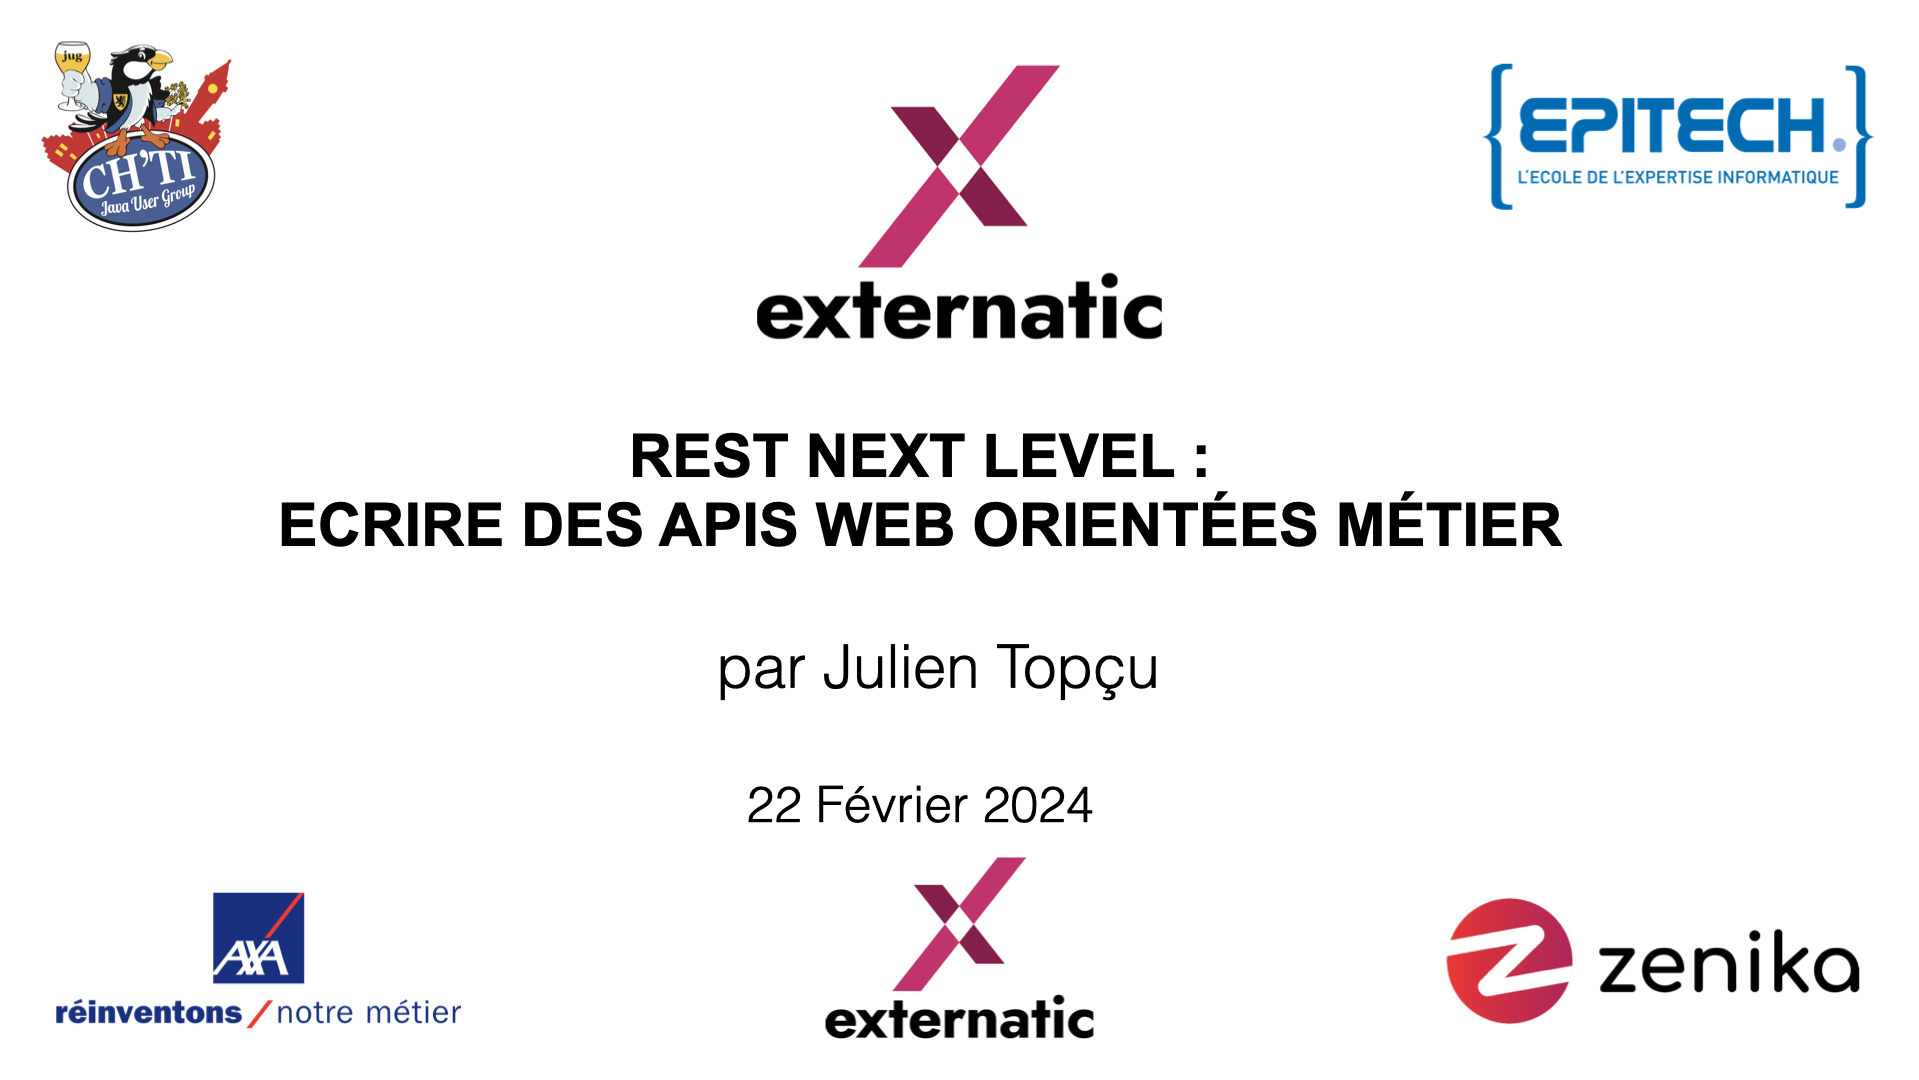 jug
CH'TI
Java User Group
externatic
EPITECH.
L'ECOLE DE L'EXPERTISE INFORMATIQUE
REST NEXT LEVEL :
ECRIRE DES APIS WEB ORIENTÉES MÉTIER
par Julien Topçu
22 Février 2024
AXA
réinventons / notre métier
externatic
zenika